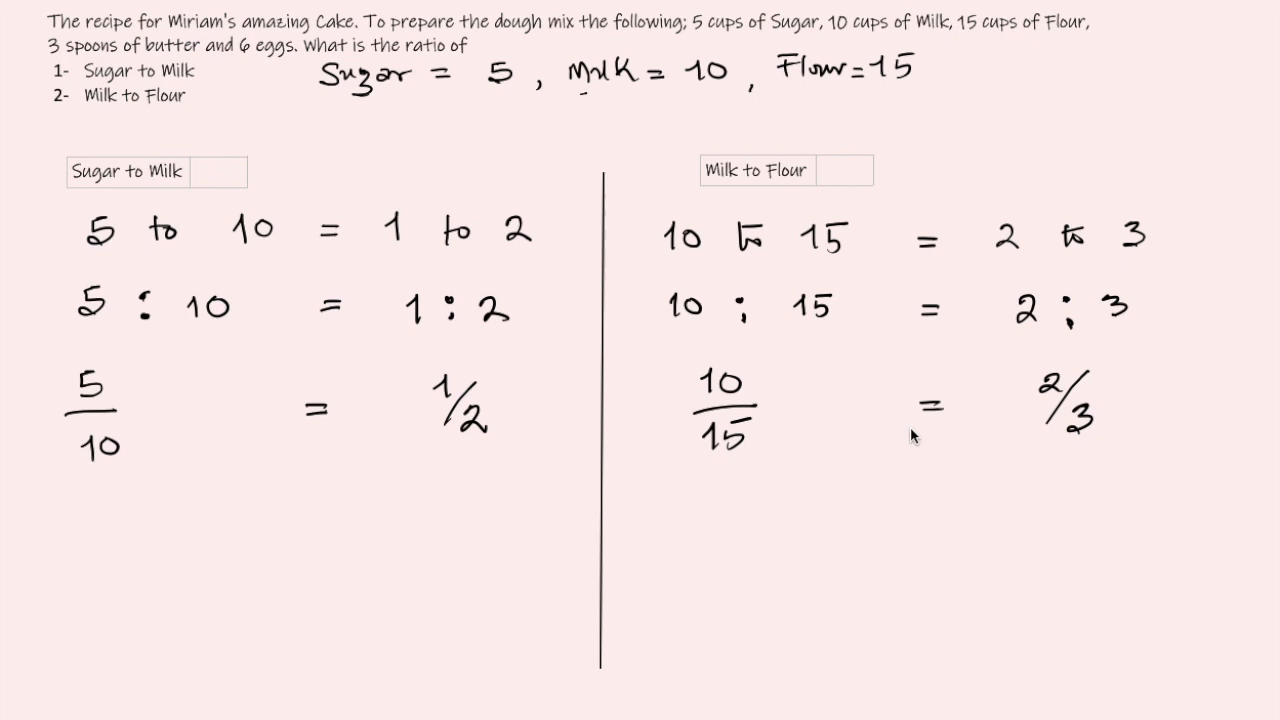 The recipe for Miriam's amazing Cake. To prepare the dough mix the following; 5 cups of Sugar, 10 cups of Milk, 15 cups of Flour,
3 spoons of butter and 6 eggs. What is the ratio of
1- Sugar to Milk
2- Milk to Flour
Sugar = 5 , Milk = 10 , Flour = 15
Sugar to Milk
5 to 10 = 1 to 2
5 : 10 = 1 : 2
5/10 = 1/2
Milk to Flour
10 to 15 = 2 to 3
10 : 15 = 2 : 3
10/15 = 2/3